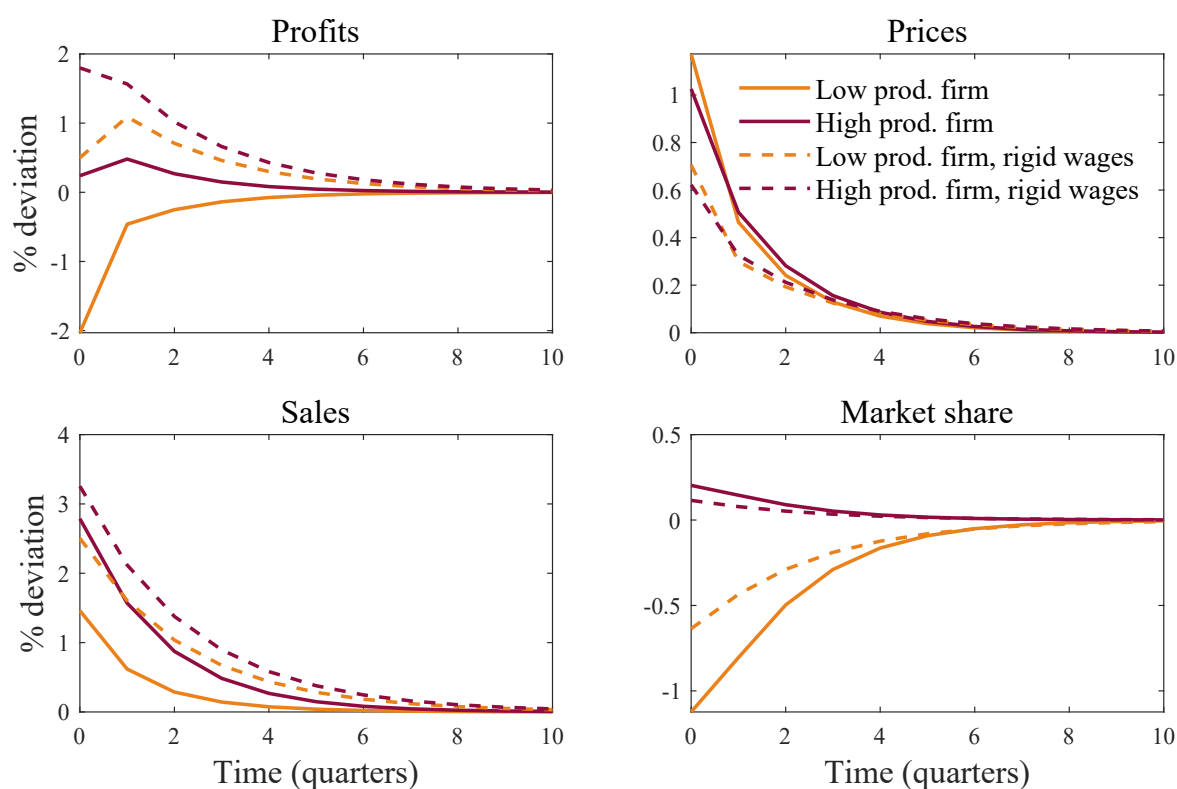 Profits
% deviation
2
1
0
-1
-2
0 2 4 6 8 10
Prices
1
0.8
0.6
0.4
0.2
0
0 2 4 6 8 10
Low prod. firm
High prod. firm
Low prod. firm, rigid wages
High prod. firm, rigid wages
Sales
% deviation
4
3
2
1
0
0 2 4 6 8 10
Time (quarters)
Market share
0.5
0
-0.5
-1
0 2 4 6 8 10
Time (quarters)